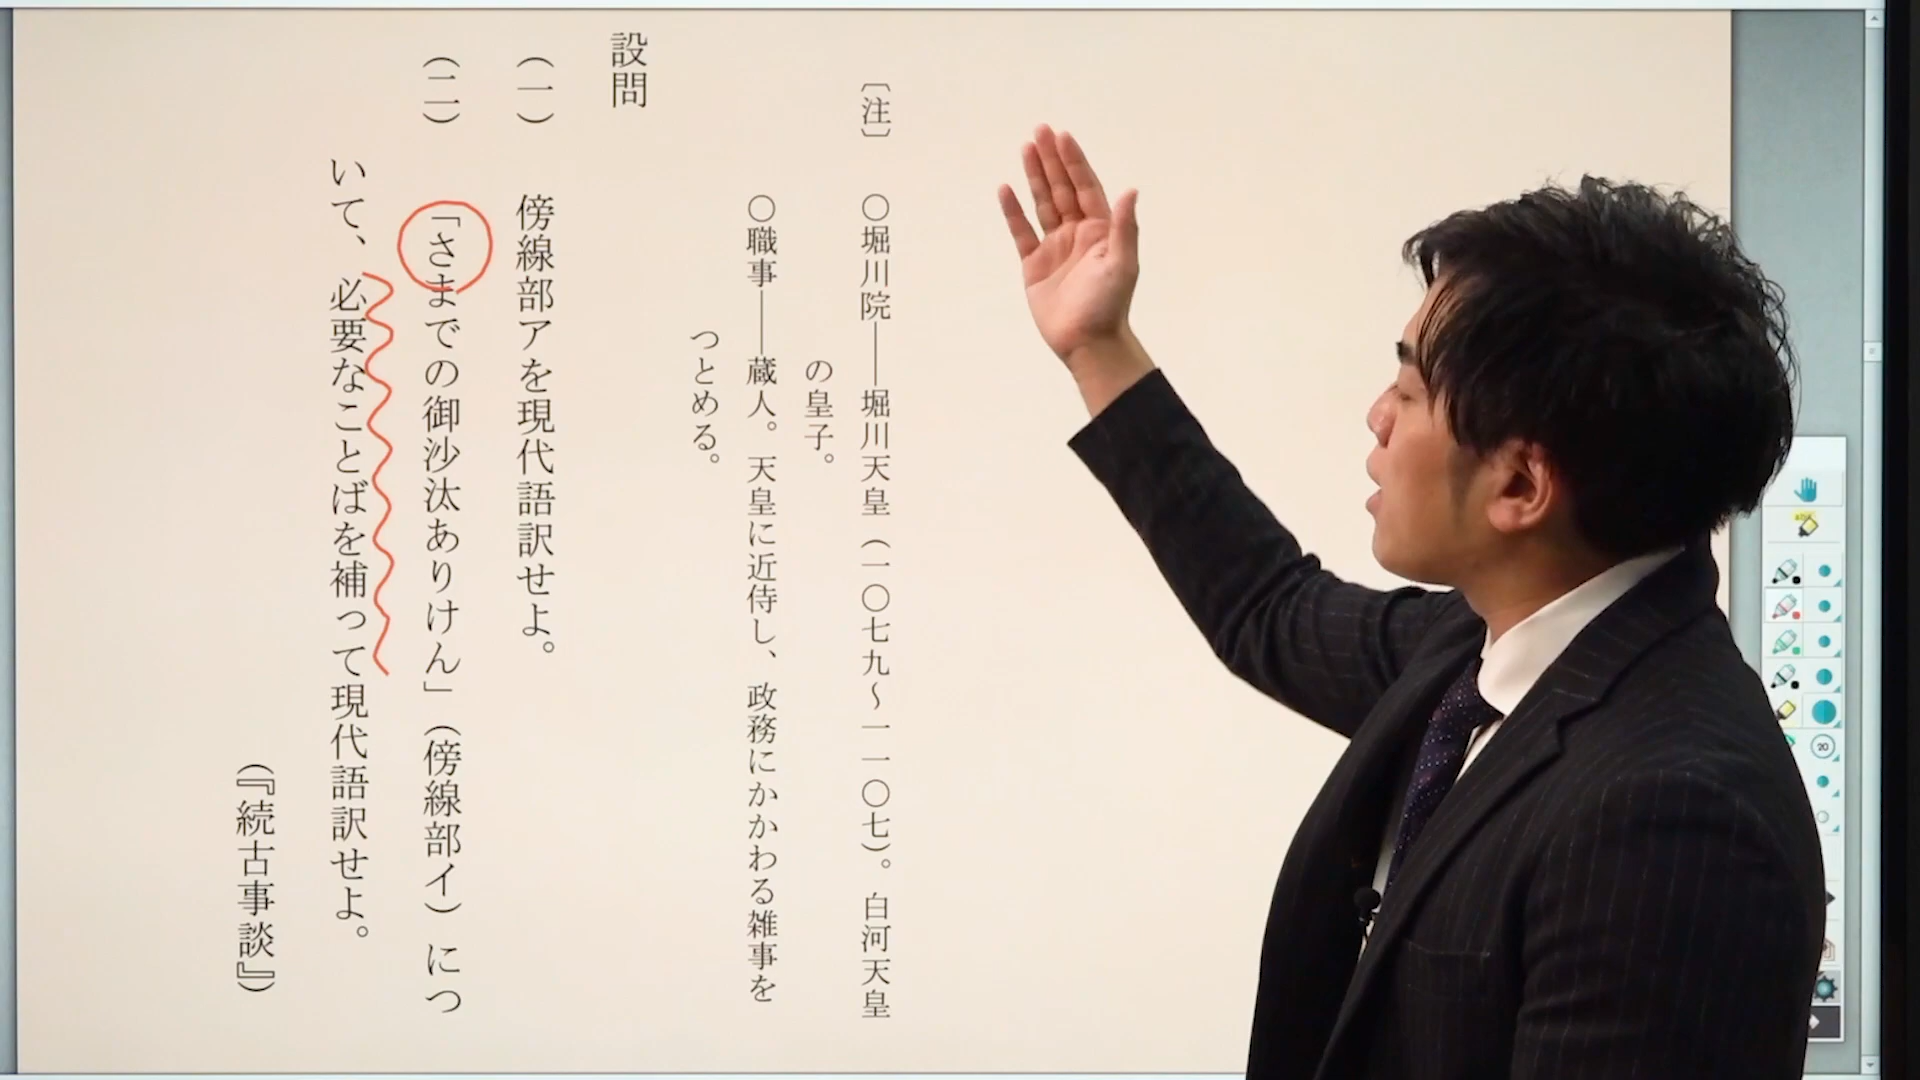 〔注〕 〇堀川院――堀川天皇(一〇七九〜一一〇七)。白河天皇
の皇子。
〇職事――蔵人。天皇に近侍し、政務にかかわる雑事を
つとめる。
設問
(一) 傍線部アを現代語訳せよ。
(二) 「さまでの御沙汰ありけん」(傍線部イ)につ
いて、必要なことばを補って現代語訳せよ。
(『続古事談』)
20